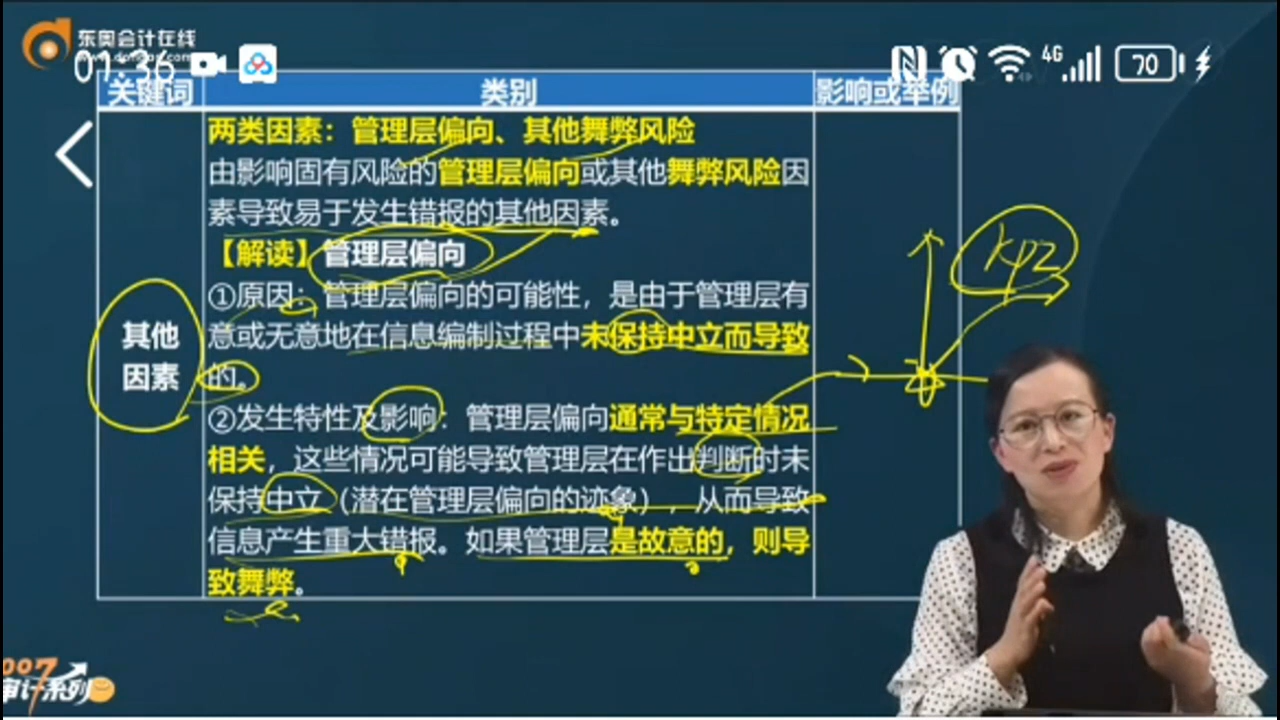 东奥会计在线
01:36
4G
70
关键词 类别 影响或举例
两类因素：管理层偏向、其他舞弊风险
由影响固有风险的管理层偏向或其他舞弊风险因
素导致易于发生错报的其他因素。
【解读】管理层偏向
①原因：管理层偏向的可能性，是由于管理层有
意或无意地在信息编制过程中未保持中立而导致
的。
其他
因素
②发生特性及影响：管理层偏向通常与特定情况
相关，这些情况可能导致管理层在作出判断时未
保持中立（潜在管理层偏向的迹象），从而导致
信息产生重大错报。如果管理层是故意的，则导
致舞弊。
kpz
007
审计系列